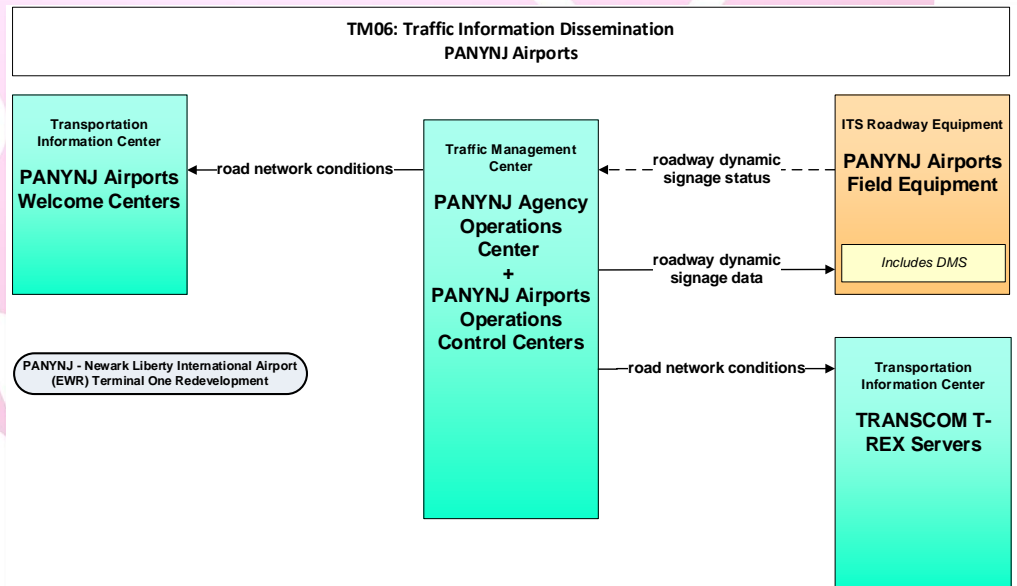 TM06: Traffic Information Dissemination
PANYNJ Airports
Transportation
Information Center
PANYNJ Airports
Welcome Centers
road network conditions
Traffic Management
Center
PANYNJ Agency
Operations
Center
+
PANYNJ Airports
Operations
Control Centers
roadway dynamic
signage status
ITS Roadway Equipment
PANYNJ Airports
Field Equipment
Includes DMS
roadway dynamic
signage data
PANYNJ - Newark Liberty International Airport
(EWR) Terminal One Redevelopment
road network conditions
Transportation
Information Center
TRANSCOM T-
REX Servers